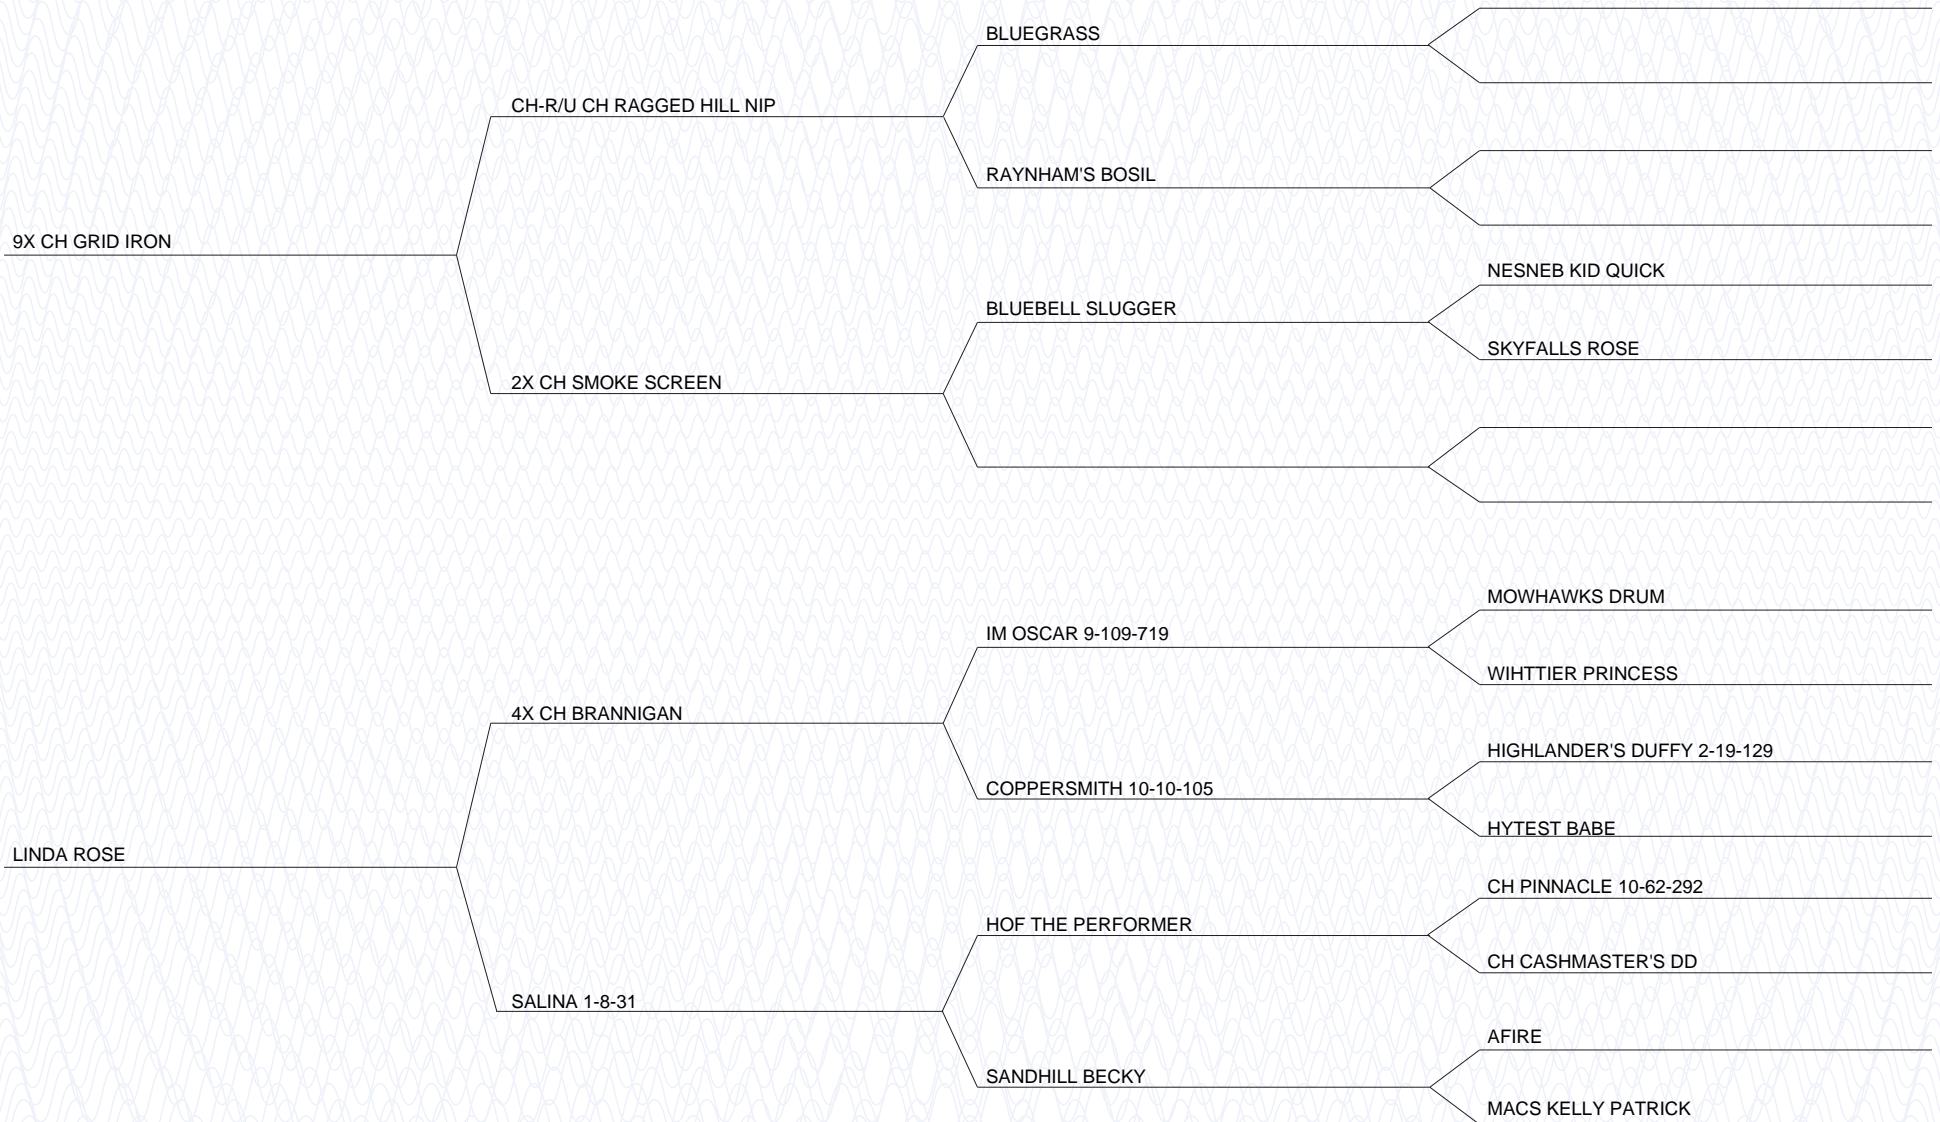 BLUEGRASS
CH-R/U CH RAGGED HILL NIP
RAYNHAM'S BOSIL
9X CH GRID IRON
NESNEB KID QUICK
BLUEBELL SLUGGER
SKYFALLS ROSE
2X CH SMOKE SCREEN
MOWHAWKS DRUM
IM OSCAR 9-109-719
WIHTTIER PRINCESS
4X CH BRANNIGAN
HIGHLANDER'S DUFFY 2-19-129
COPPERSMITH 10-10-105
HYTEST BABE
LINDA ROSE
CH PINNACLE 10-62-292
HOF THE PERFORMER
CH CASHMASTER'S DD
SALINA 1-8-31
AFIRE
SANDHILL BECKY
MACS KELLY PATRICK